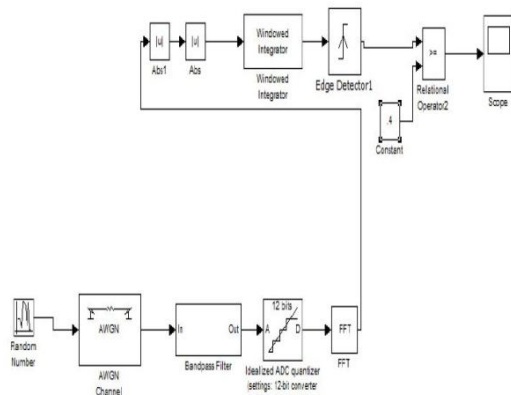 |u|
|u|
Windowed
Integrator
Abs1
Abs
Windowed
Integrator
Edge Detector1
>=
Relational
Operator2
Scope
.4
Constant
Random
Number
AWGN
AWGN
Channel
In
Out
Bandpass Filter
12 bits
A
D
Idealized ADC quantizer
(settings: 12-bit converter
FFT
FFT